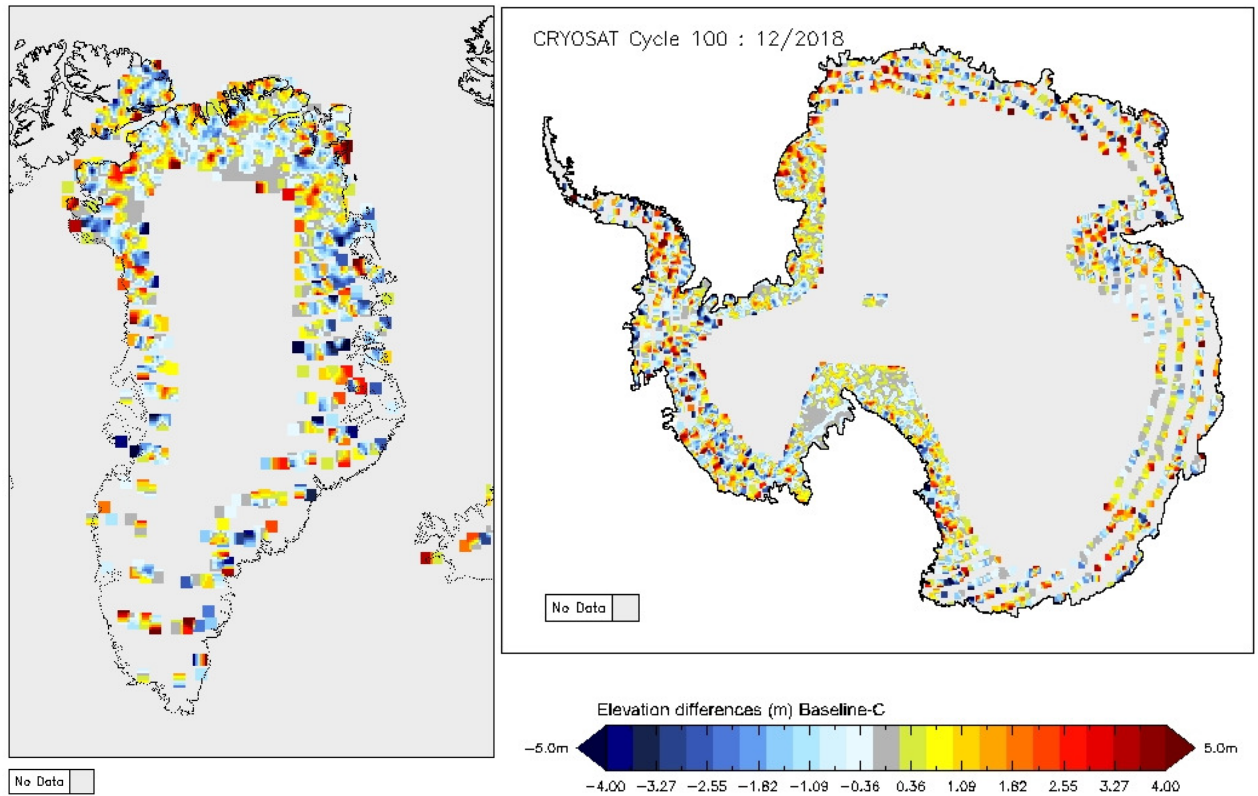 CRYOSAT Cycle 100 : 12/2018
No Data
Elevation differences (m) Baseline-C
-5.0m
5.0m
-4.00 -3.27 -2.55 -1.82 -1.09 -0.36 0.36 1.09 1.82 2.55 3.27 4.00
No Data